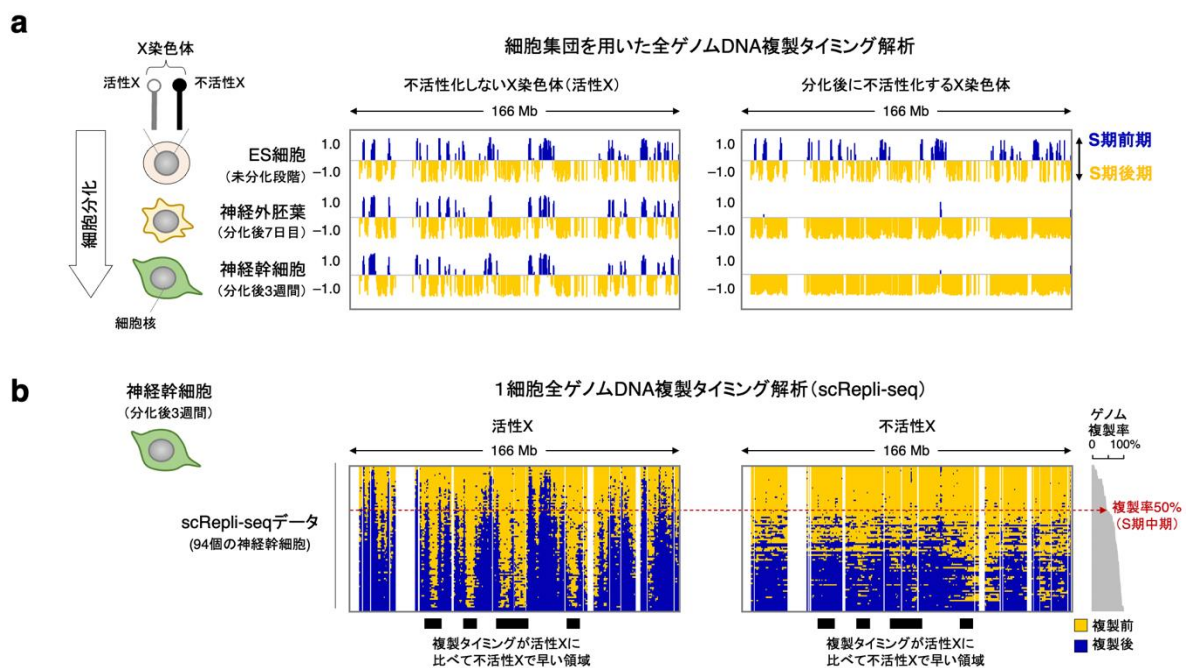 a
X染色体
活性X
不活性X
細胞集団を用いた全ゲノムDNA複製タイミング解析
不活性化しないX染色体（活性X）
分化後に不活性化するX染色体
166 Mb
166 Mb
細胞分化
ES細胞
（未分化段階）
1.0
−1.0
1.0
−1.0
S期前期
S期後期
神経外胚葉
（分化後7日目）
1.0
−1.0
1.0
−1.0
神経幹細胞
（分化後3週間）
1.0
−1.0
1.0
−1.0
細胞核
b
神経幹細胞
（分化後3週間）
1細胞全ゲノムDNA複製タイミング解析（scRepli-seq）
活性X
不活性X
166 Mb
166 Mb
ゲノム
複製率
0 100%
scRepli-seqデータ
（94個の神経幹細胞）
複製率50%
（S期中期）
複製タイミングが活性Xに
比べて不活性Xで早い領域
複製タイミングが活性Xに
比べて不活性Xで早い領域
複製前
複製後